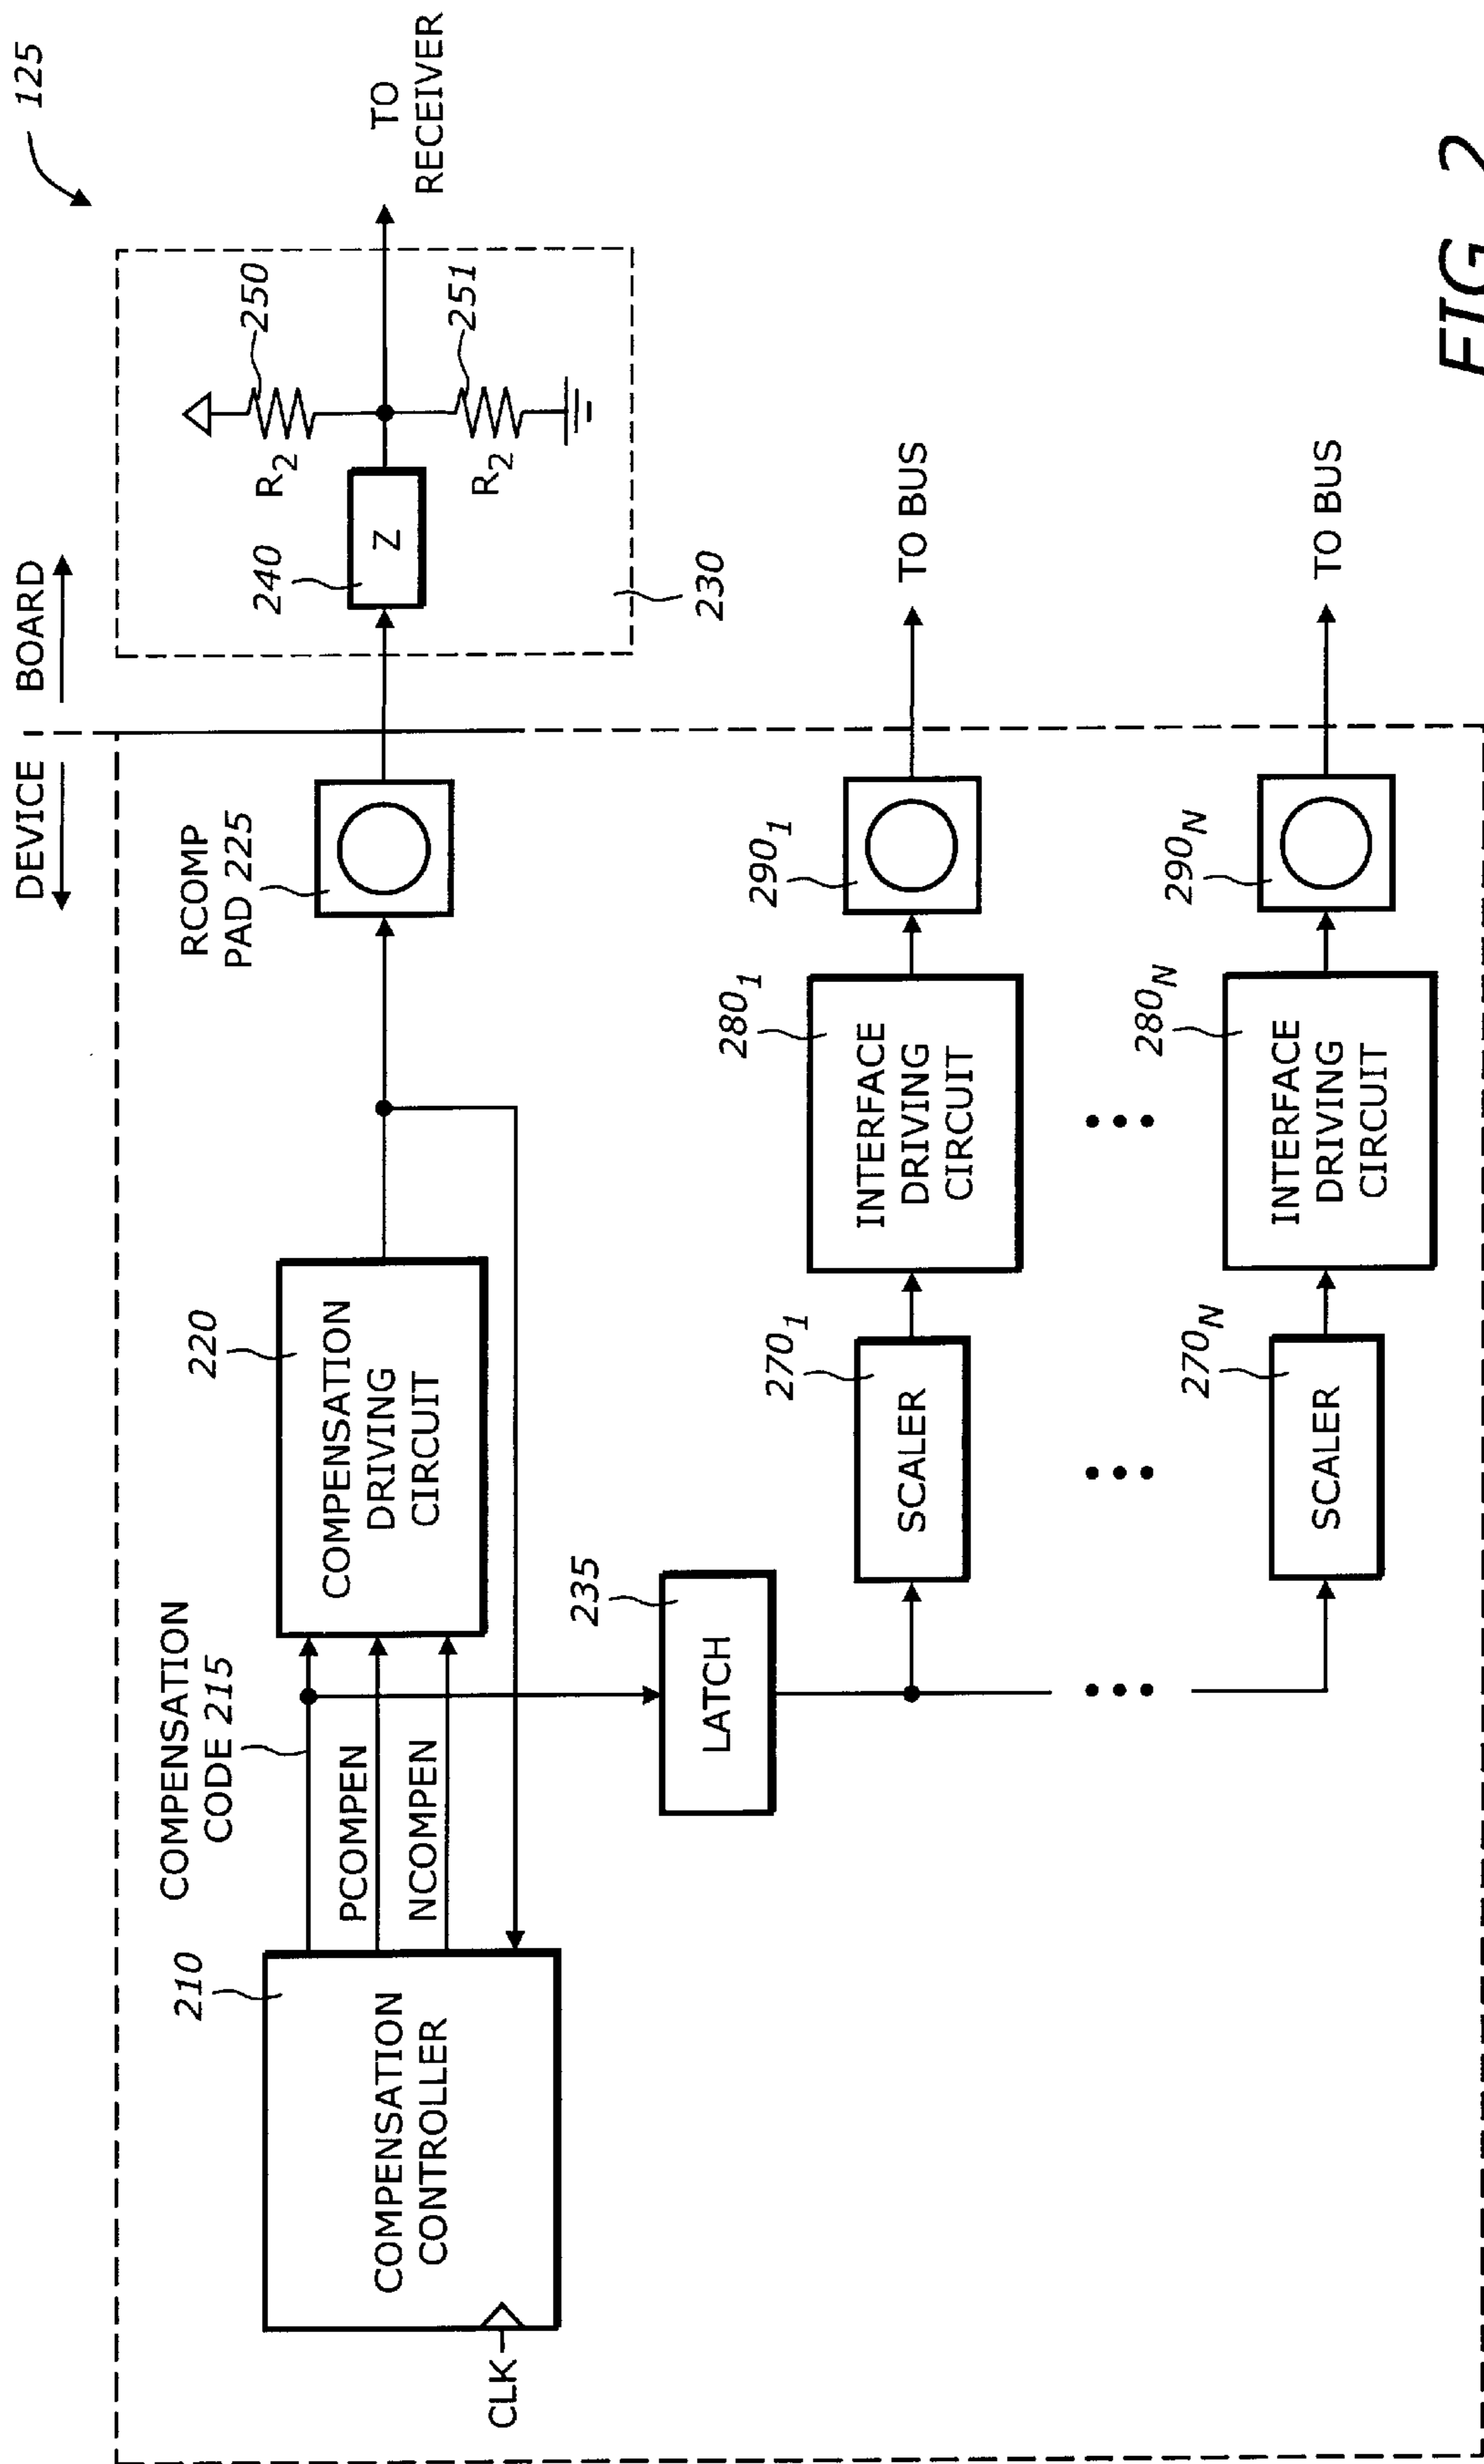 125
DEVICE
BOARD
RCOMP
PAD 225
TO
RECEIVER
240
Z
R2
250
R2
251
230
COMPENSATION
CODE 215
210
COMPENSATION
CONTROLLER
CLK
PCOMPEN
NCOMPEN
220
COMPENSATION
DRIVING
CIRCUIT
235
LATCH
2701
SCALER
2801
INTERFACE
DRIVING
CIRCUIT
2901
TO BUS
270N
SCALER
280N
INTERFACE
DRIVING
CIRCUIT
290N
TO BUS
FIG. 2